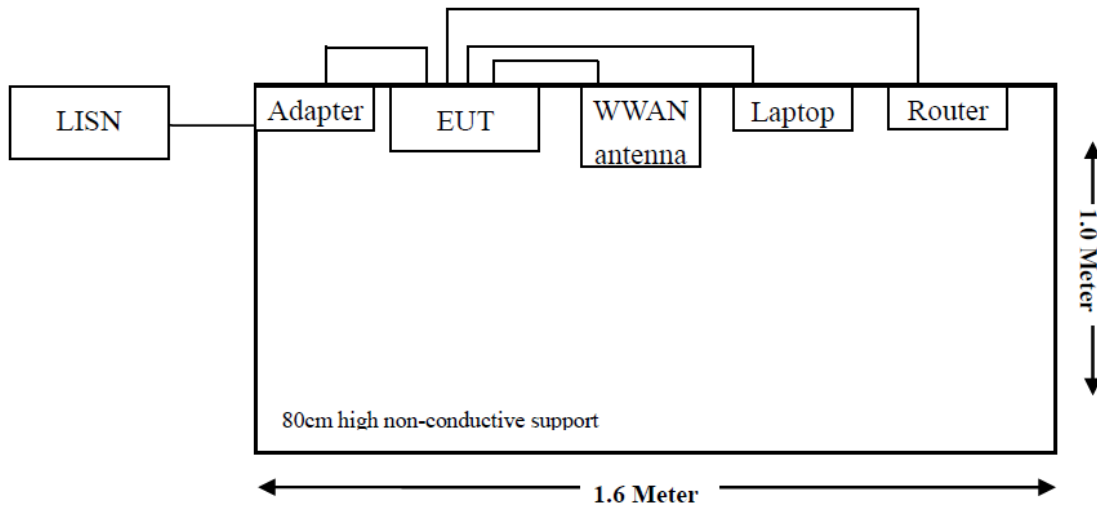 LISN
Adapter
EUT
WWAN
antenna
Laptop
Router
1.0 Meter
80cm high non-conductive support
1.6 Meter